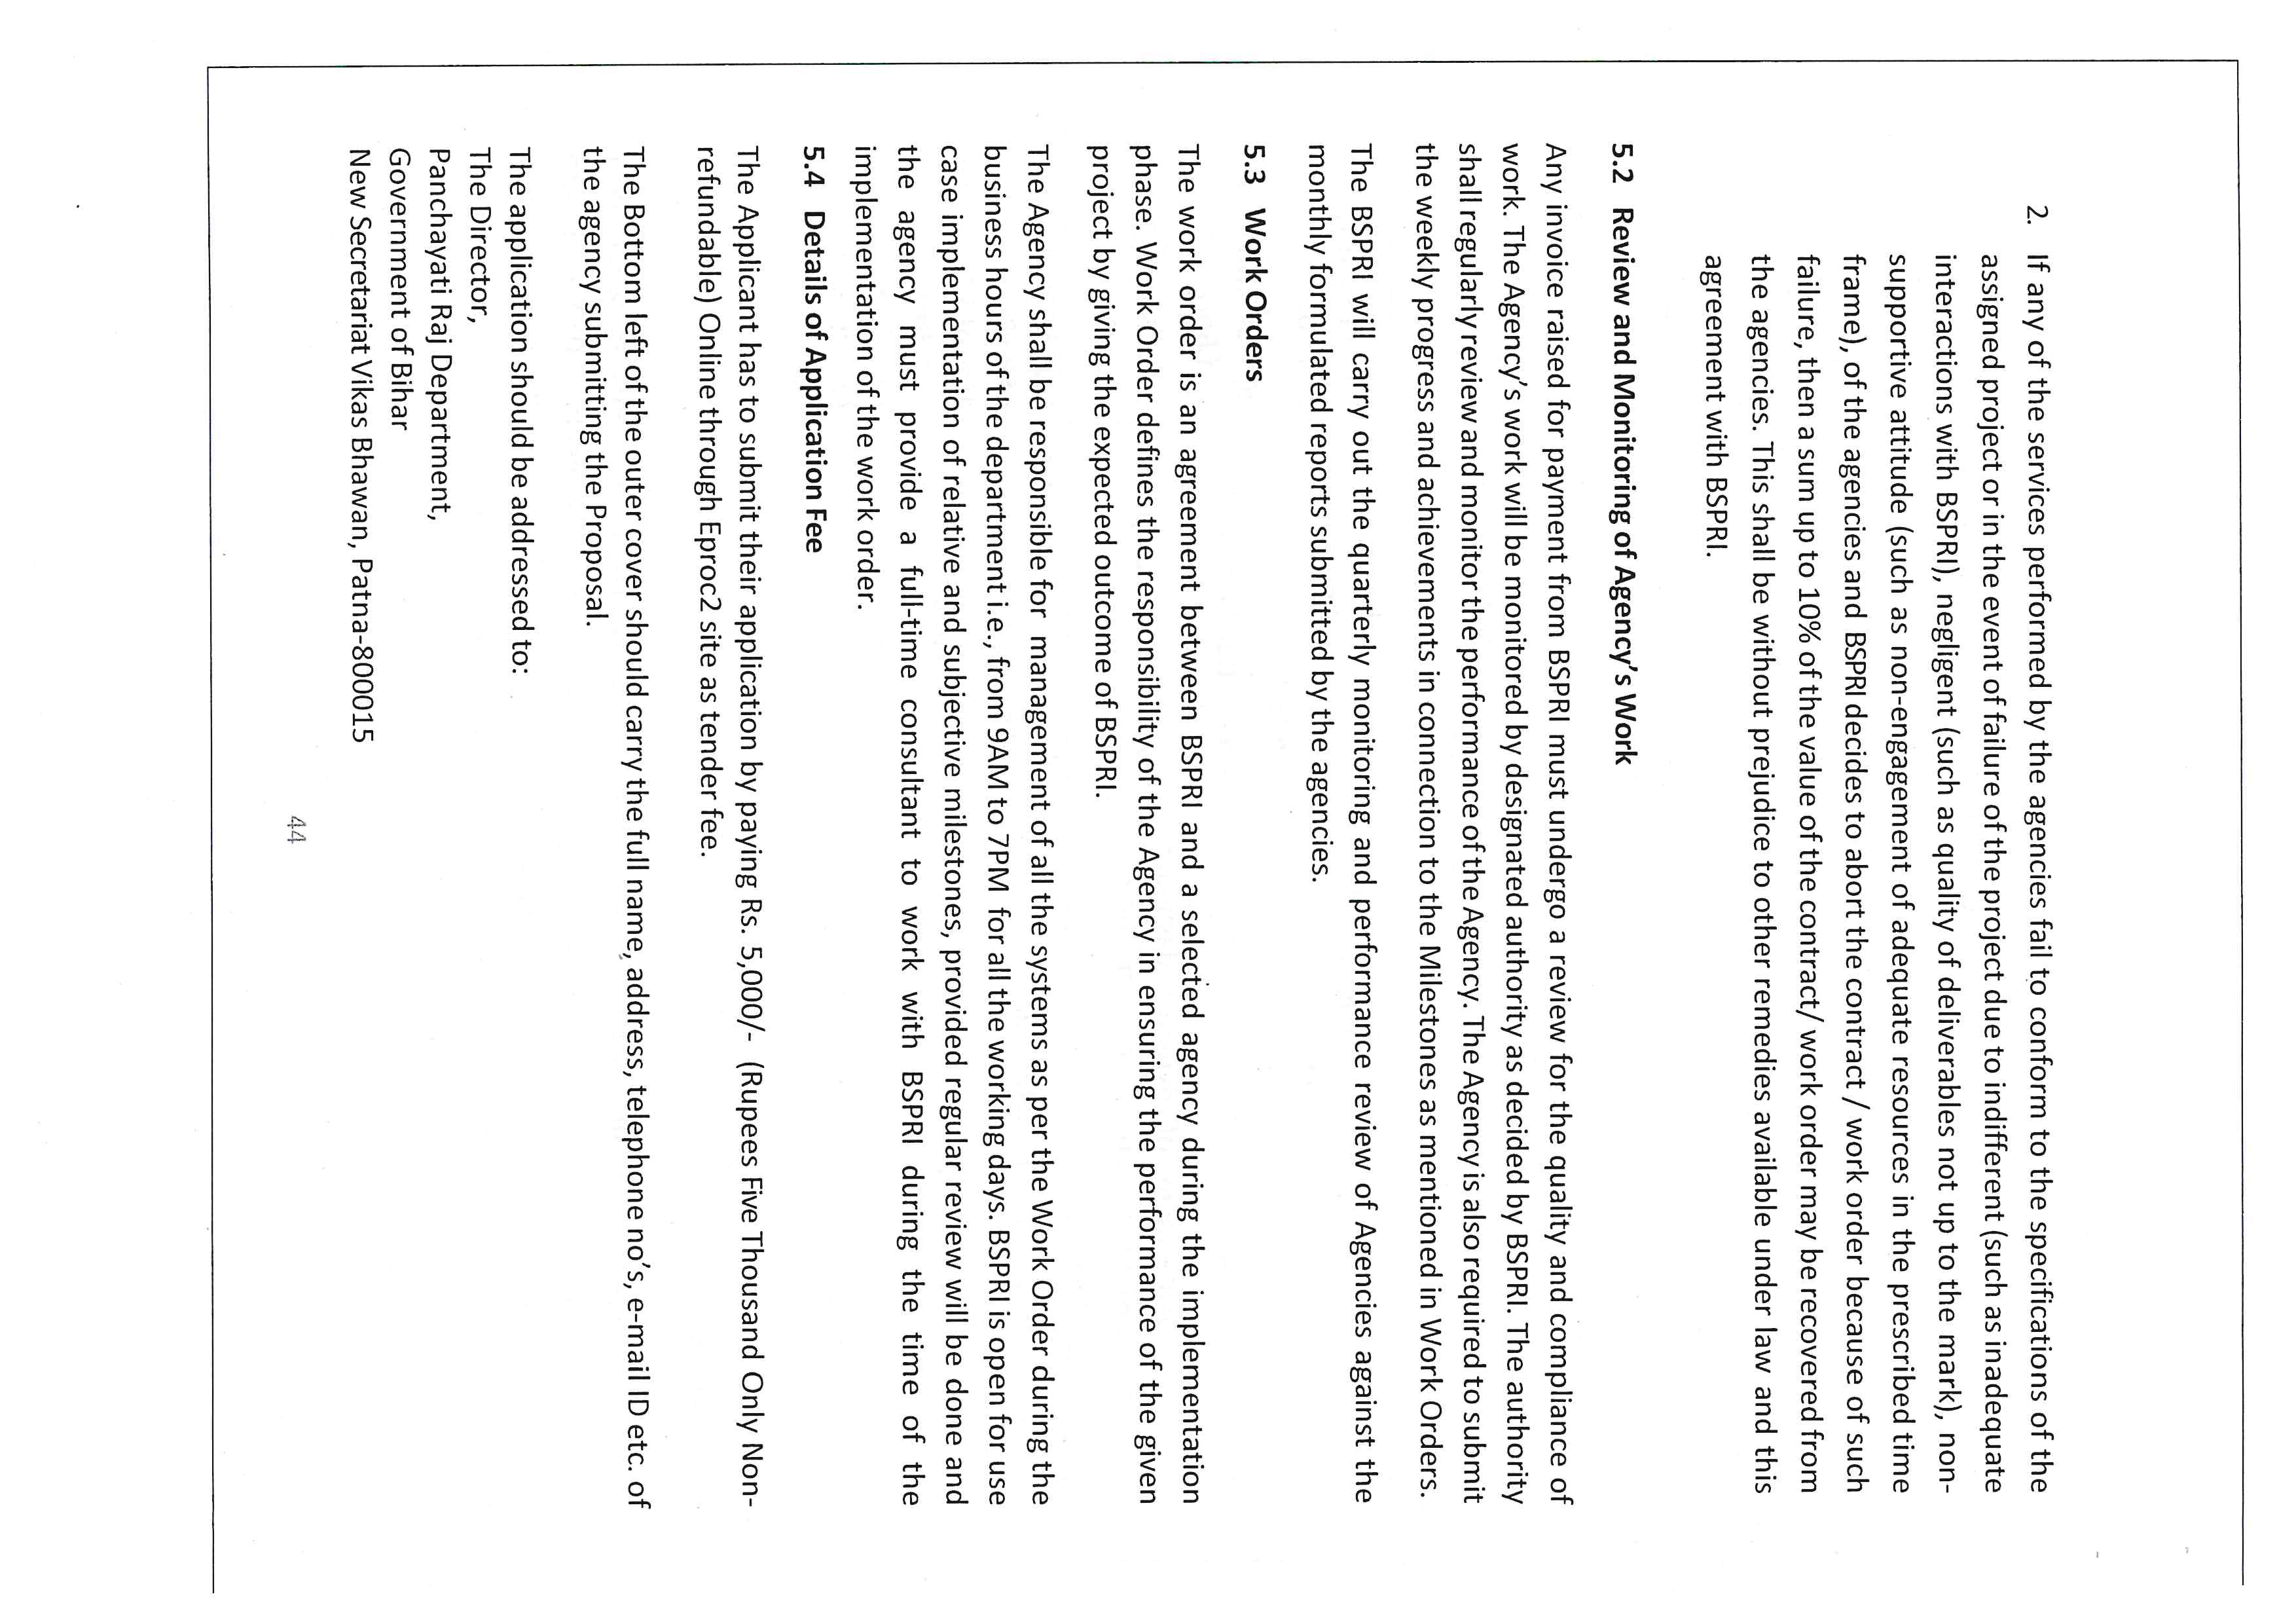 2. If any of the services performed by the agencies fail to conform to the specifications of the
assigned project or in the event of failure of the project due to indifferent (such as inadequate
interactions with BSPRI), negligent (such as quality of deliverables not up to the mark), non-
supportive attitude (such as non-engagement of adequate resources in the prescribed time
frame), of the agencies and BSPRI decides to abort the contract / work order because of such
failure, then a sum up to 10% of the value of the contract/ work order may be recovered from
the agencies. This shall be without prejudice to other remedies available under law and this
agreement with BSPRI.
5.2 Review and Monitoring of Agency's Work
Any invoice raised for payment from BSPRI must undergo a review for the quality and compliance of
work. The Agency's work will be monitored by designated authority as decided by BSPRI. The authority
shall regularly review and monitor the performance of the Agency. The Agency is also required to submit
the weekly progress and achievements in connection to the Milestones as mentioned in Work Orders.
The BSPRI will carry out the quarterly monitoring and performance review of Agencies against the
monthly formulated reports submitted by the agencies.
5.3 Work Orders
The work order is an agreement between BSPRI and a selected agency during the implementation
phase. Work Order defines the responsibility of the Agency in ensuring the performance of the given
project by giving the expected outcome of BSPRI.
The Agency shall be responsible for management of all the systems as per the Work Order during the
business hours of the department i.e., from 9AM to 7PM for all the working days. BSPRI is open for use
case implementation of relative and subjective milestones, provided regular review will be done and
the agency must provide a full-time consultant to work with BSPRI during the time of the
implementation of the work order.
5.4 Details of Application Fee
The Applicant has to submit their application by paying Rs. 5,000/- (Rupees Five Thousand Only Non-
refundable) Online through Eproc2 site as tender fee.
The Bottom left of the outer cover should carry the full name, address, telephone no's, e-mail ID etc. of
the agency submitting the Proposal.
The application should be addressed to:
The Director,
Panchayati Raj Department,
Government of Bihar
New Secretariat Vikas Bhawan, Patna-800015
44